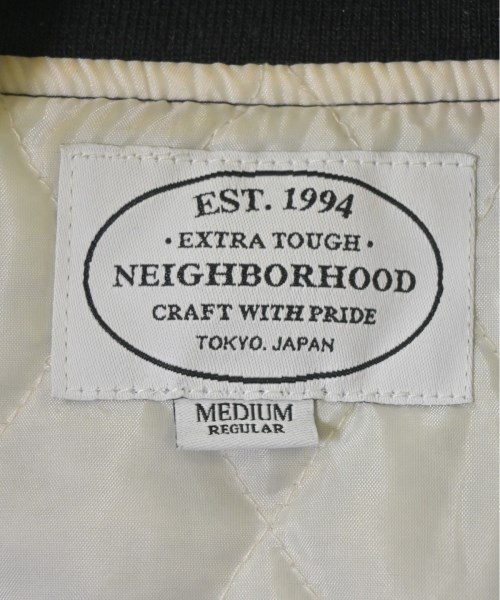 EST. 1994
· EXTRA TOUGH ·
NEIGHBORHOOD
CRAFT WITH PRIDE
TOKYO. JAPAN
MEDIUM
REGULAR